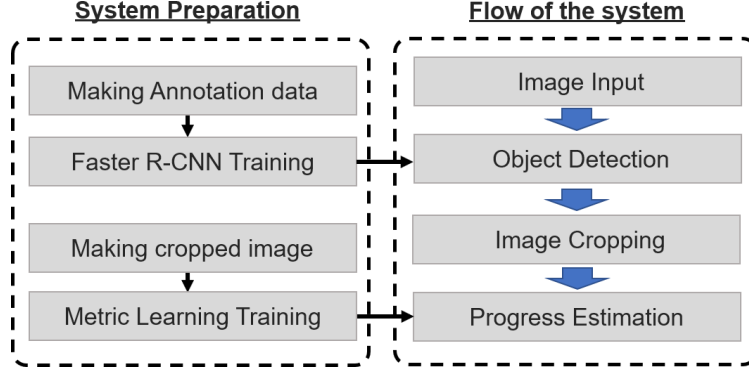 System Preparation
Making Annotation data
Faster R-CNN Training
Making cropped image
Metric Learning Training
Flow of the system
Image Input
Object Detection
Image Cropping
Progress Estimation